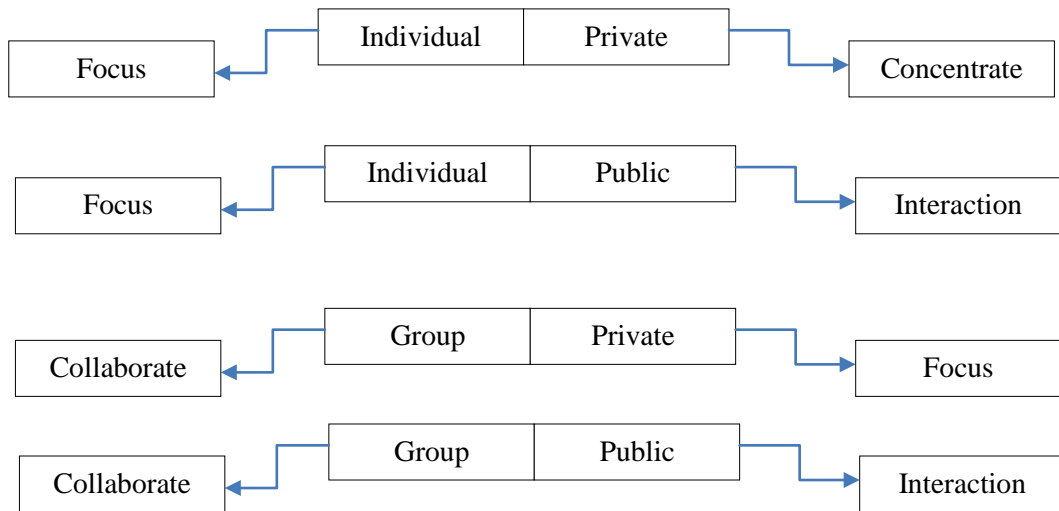 Individual Private
Focus Concentrate
Individual Public
Focus Interaction
Group Private
Collaborate Focus
Group Public
Collaborate Interaction